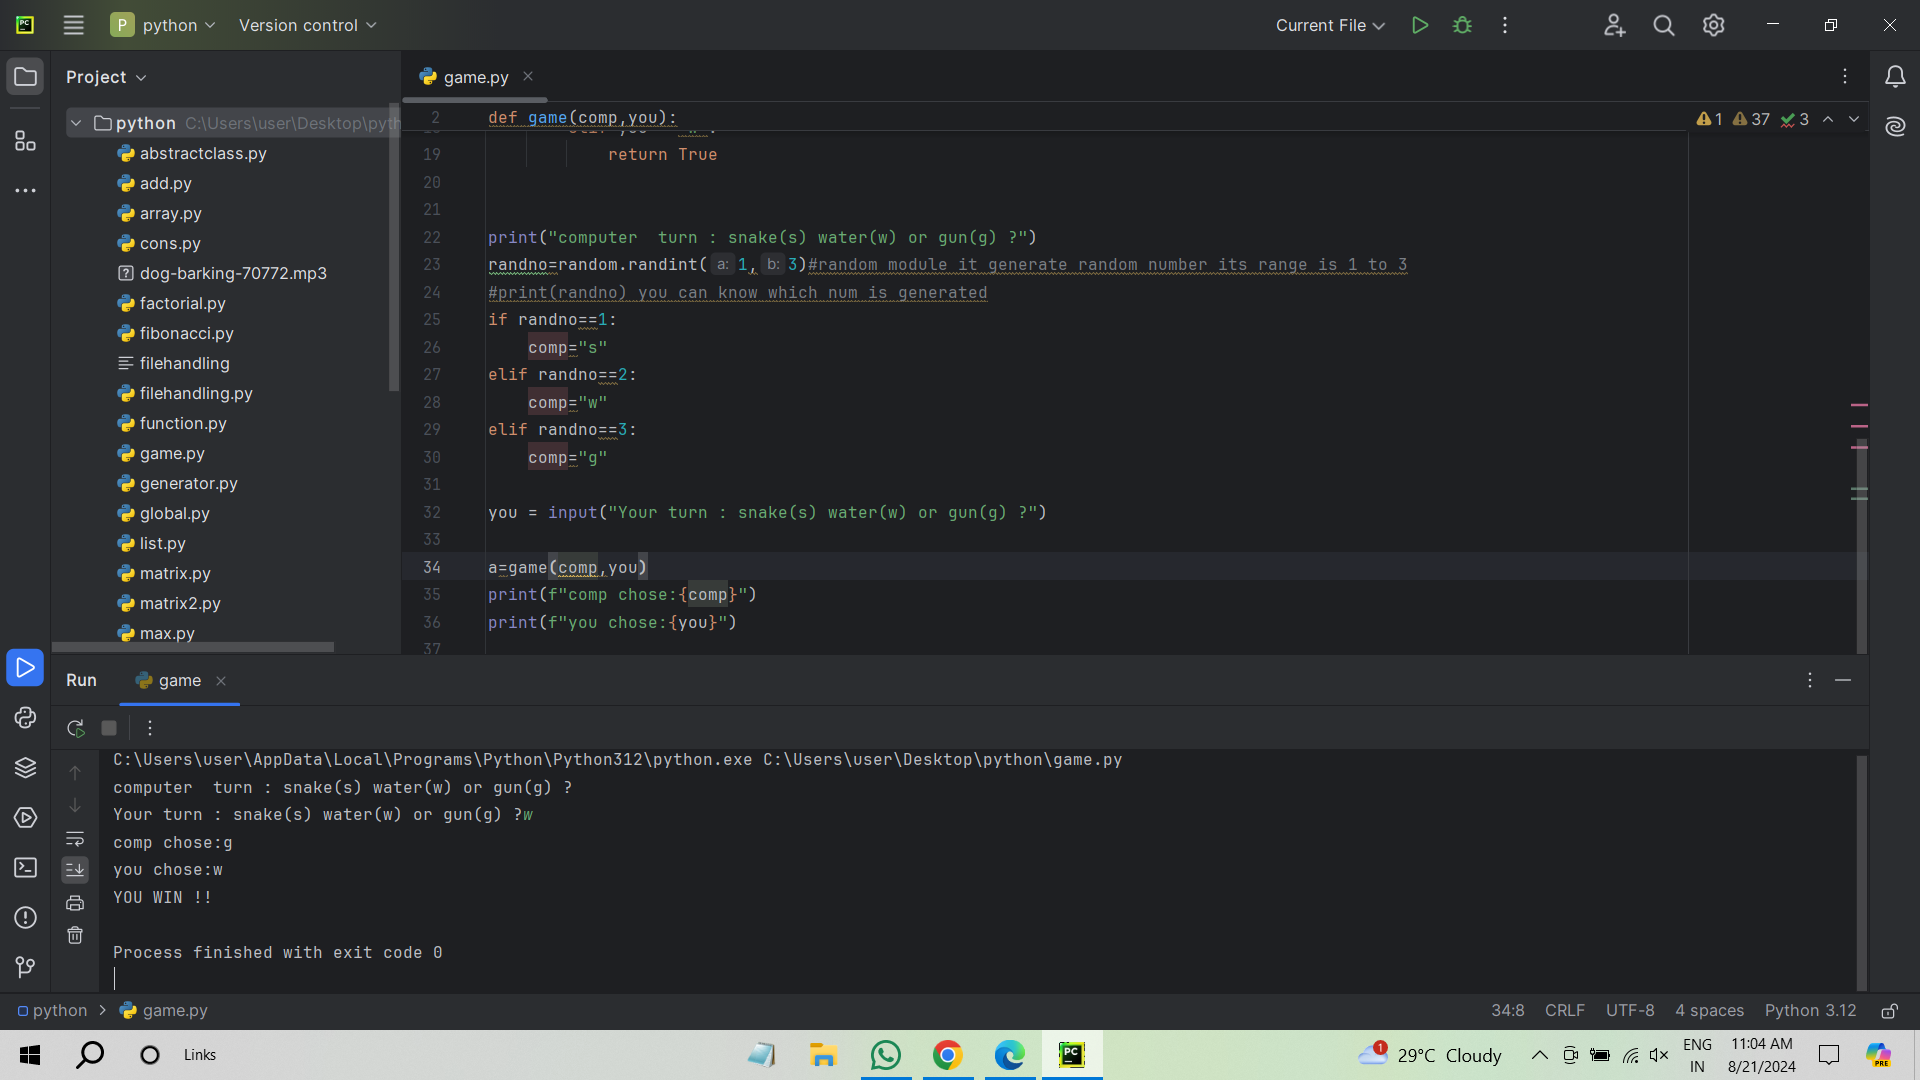 PC
P python Version control Current File
Project
game.py
python C:\Users\user\Desktop\pyth
abstractclass.py
add.py
array.py
cons.py
dog-barking-70772.mp3
factorial.py
fibonacci.py
filehandling
filehandling.py
function.py
game.py
generator.py
global.py
list.py
matrix.py
matrix2.py
max.py
2 def game(comp,you):
1 37 3
19 return True
20
21
22 print("computer  turn : snake(s) water(w) or gun(g) ?")
23 randno=random.randint( a: 1, b: 3)#random module it generate random number its range is 1 to 3
24 #print(randno) you can know which num is generated
25 if randno==1:
26 comp="s"
27 elif randno==2:
28 comp="w"
29 elif randno==3:
30 comp="g"
31
32 you = input("Your turn : snake(s) water(w) or gun(g) ?")
33
34 a=game(comp,you)
35 print(f"comp chose:{comp}")
36 print(f"you chose:{you}")
37
Run game
C:\Users\user\AppData\Local\Programs\Python\Python312\python.exe C:\Users\user\Desktop\python\game.py
computer  turn : snake(s) water(w) or gun(g) ?
Your turn : snake(s) water(w) or gun(g) ?w
comp chose:g
you chose:w
YOU WIN !!
Process finished with exit code 0
python > game.py 34:8 CRLF UTF-8 4 spaces Python 3.12
Links
PC
1
29°C Cloudy
ENG
IN
11:04 AM
8/21/2024
PRE